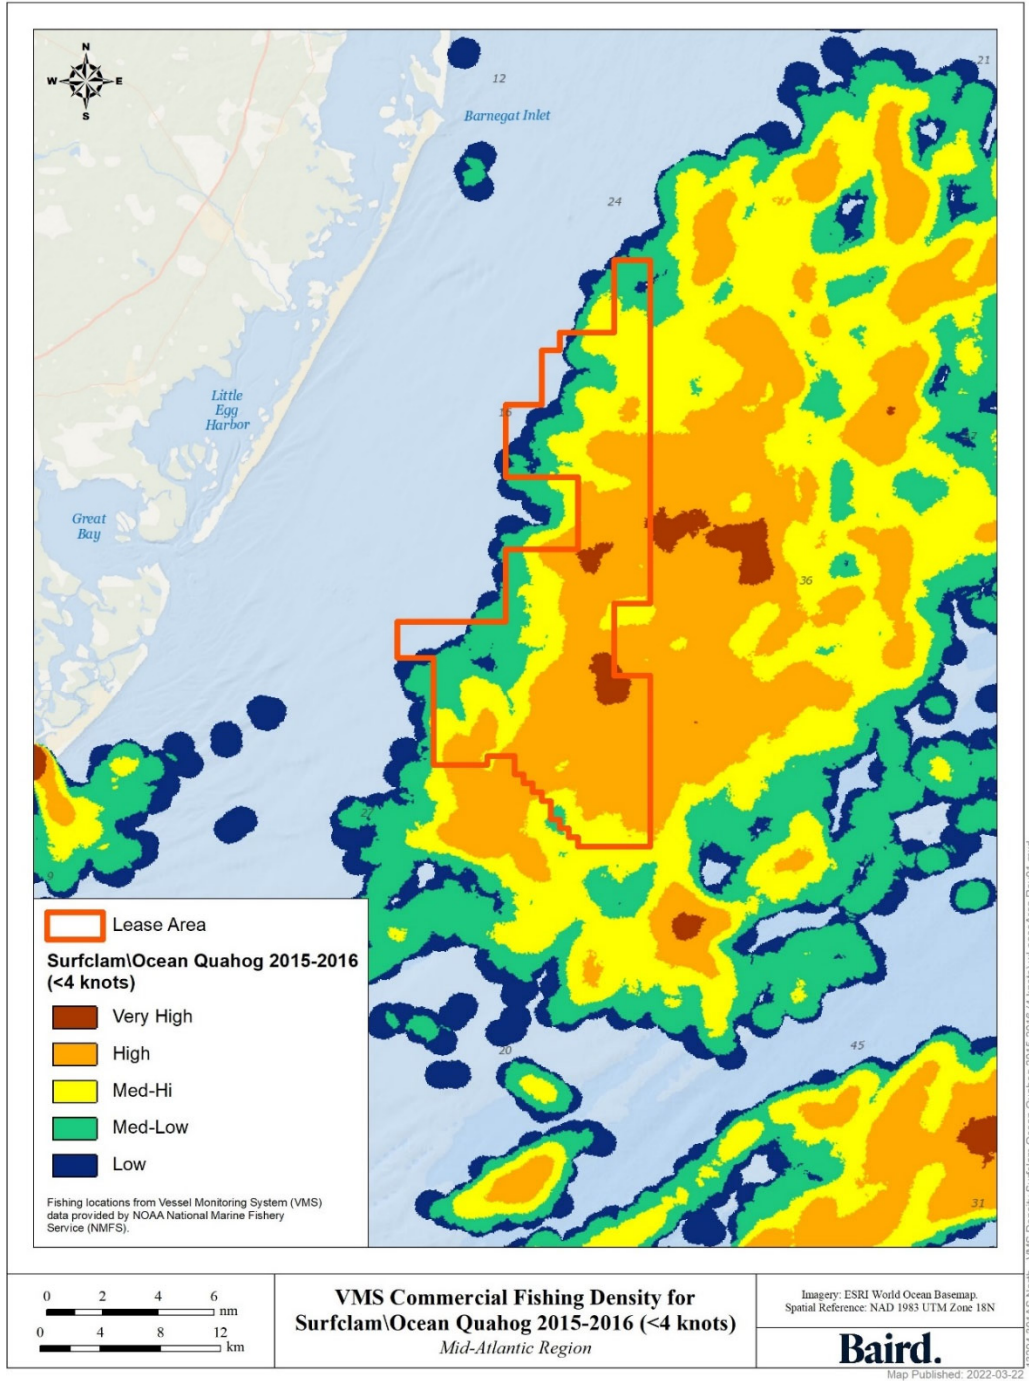 N
W E
S
12
21
Barnegat Inlet
24
16
Little
Egg
Harbor
Great
Bay
36
27
9
Lease Area
Surfclam\Ocean Quahog 2015-2016
(<4 knots)
Very High
High
Med-Hi
Med-Low
Low
Fishing locations from Vessel Monitoring System (VMS)
data provided by NOAA National Marine Fishery
Service (NMFS).
20
45
31
0 2 4 6
nm
0 4 8 12
km
VMS Commercial Fishing Density for
Surfclam\Ocean Quahog 2015-2016 (<4 knots)
Mid-Atlantic Region
Imagery: ESRI World Ocean Basemap.
Spatial Reference: NAD 1983 UTM Zone 18N
Baird.
Map Published: 2022-03-22